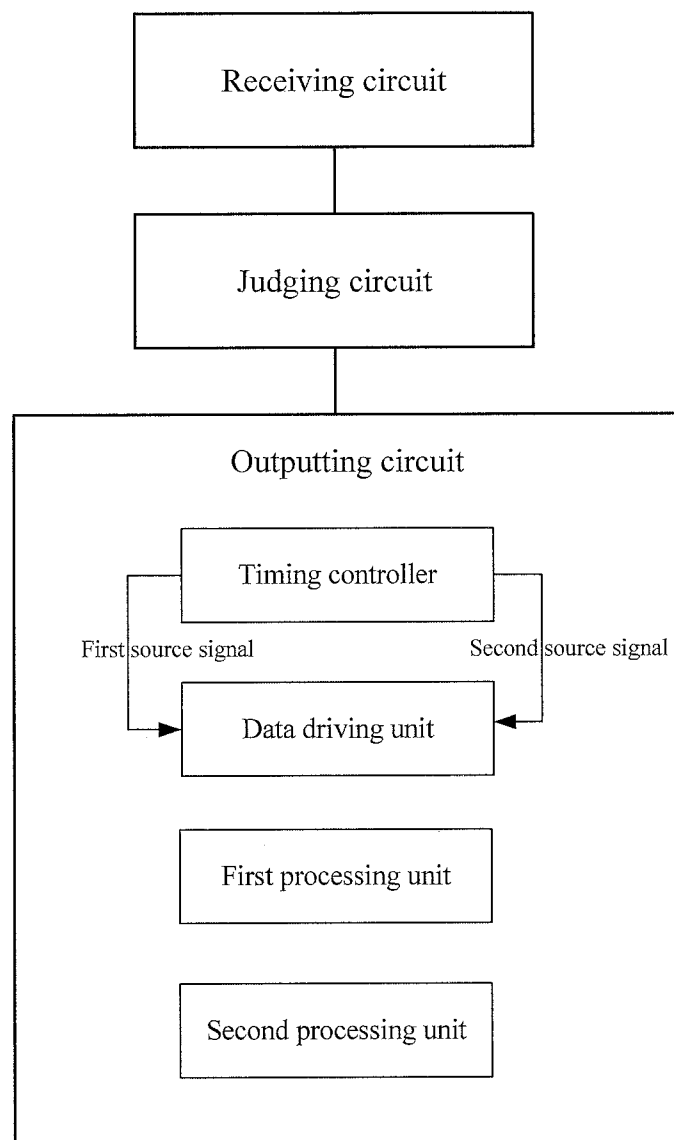 Receiving circuit
Judging circuit
Outputting circuit
Timing controller
First source signal
Second source signal
Data driving unit
First processing unit
Second processing unit